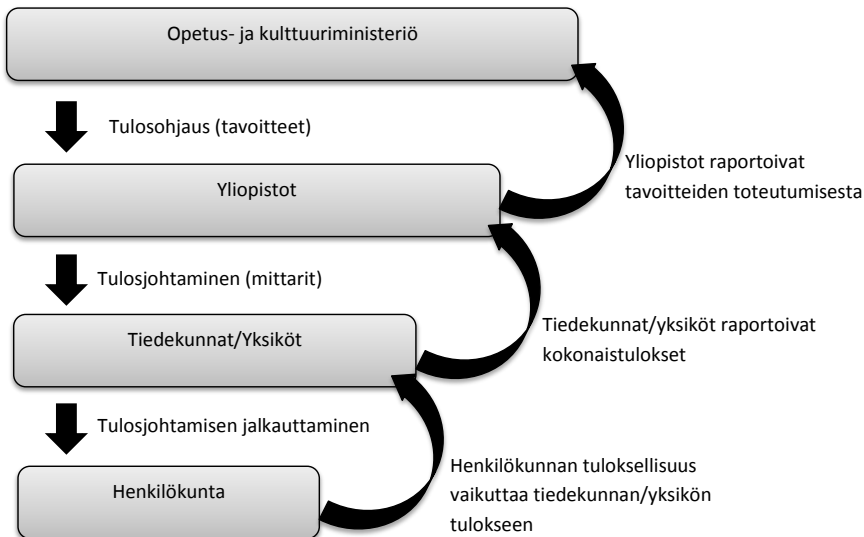 Opetus- ja kulttuuriministeriö
Tulosohjaus (tavoitteet)
Yliopistot raportoivat
tavoitteiden toteutumisesta
Yliopistot
Tulosjohtaminen (mittarit)
Tiedekunnat/yksiköt raportoivat
kokonaistulokset
Tiedekunnat/Yksiköt
Tulosjohtamisen jalkauttaminen
Henkilökunnan tuloksellisuus
vaikuttaa tiedekunnan/yksikön
tulokseen
Henkilökunta